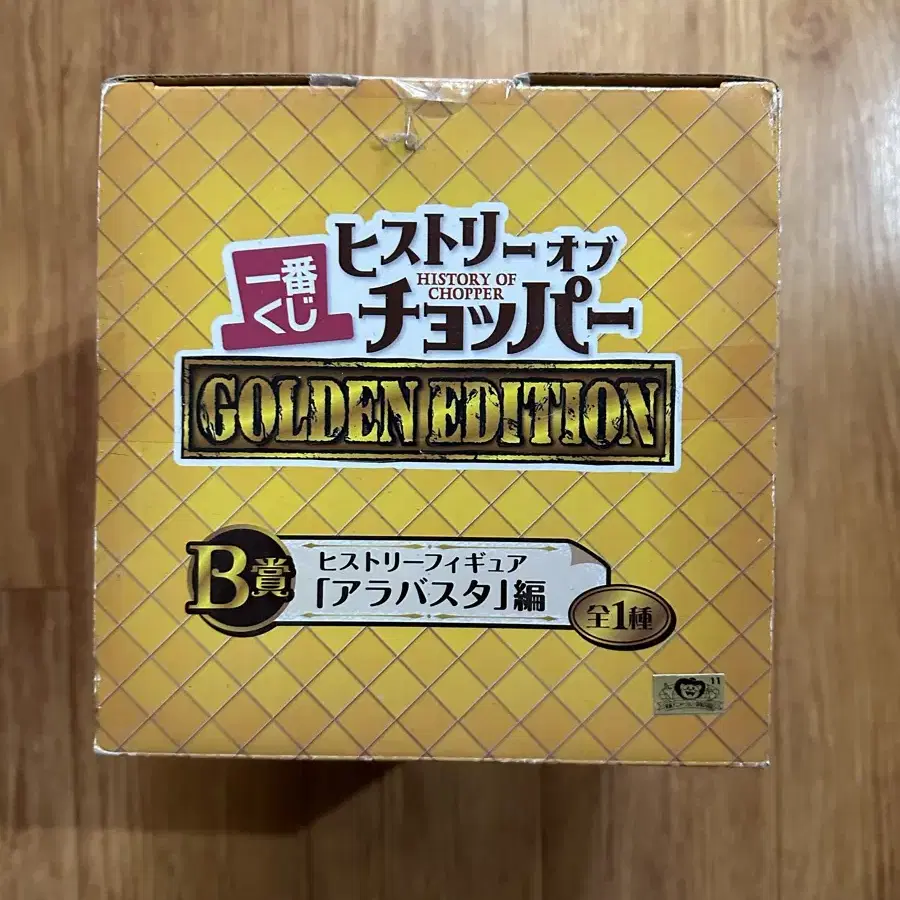 一番
くじ
ヒストリー オブ
HISTORY OF
CHOPPER
チョッパー
GOLDEN EDITION
B賞
ヒストリーフィギュア
「アラバスタ」編
全1種
11